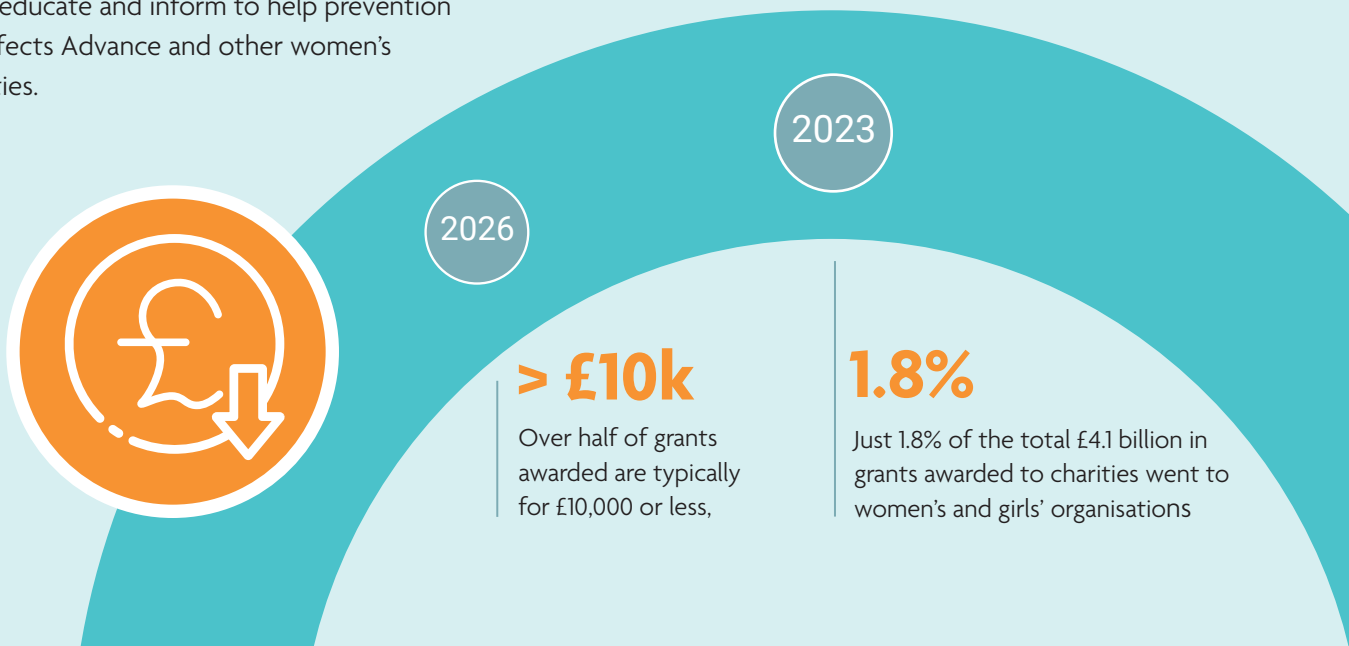 educate and inform to help prevention
fects Advance and other women's
ies.
2023
2026
> £10k
Over half of grants
awarded are typically
for £10,000 or less,
1.8%
Just 1.8% of the total £4.1 billion in
grants awarded to charities went to
women's and girls' organisations